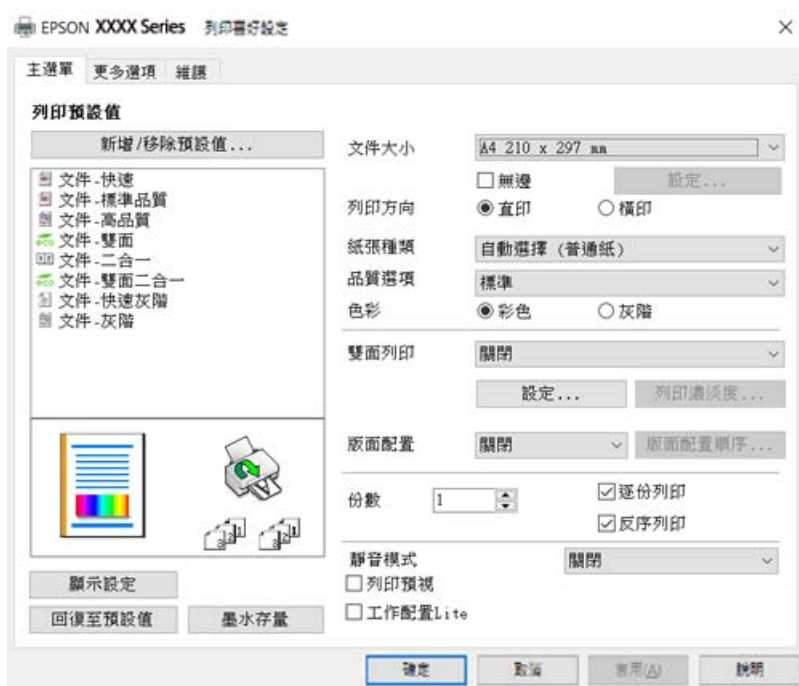 EPSON XXXX Series 列印喜好設定
主選單 更多選項 維護
列印預設值
新增/移除預設值...
文件-快速
文件-標準品質
文件-高品質
文件-雙面
文件-二合一
文件-雙面二合一
文件-快速灰階
文件-灰階
顯示設定
回復至預設值 墨水存量
文件大小 A4 210 x 297 mm
無邊 設定...
列印方向 直印 橫印
紙張種類 自動選擇 (普通紙)
品質選項 標準
色彩 彩色 灰階
雙面列印 關閉
設定... 列印濃淡度...
版面配置 關閉 版面配置順序...
份數 1 逐份列印
反序列印
靜音模式 關閉
列印預視
工作配置Lite
確定 取消 套用(A) 說明